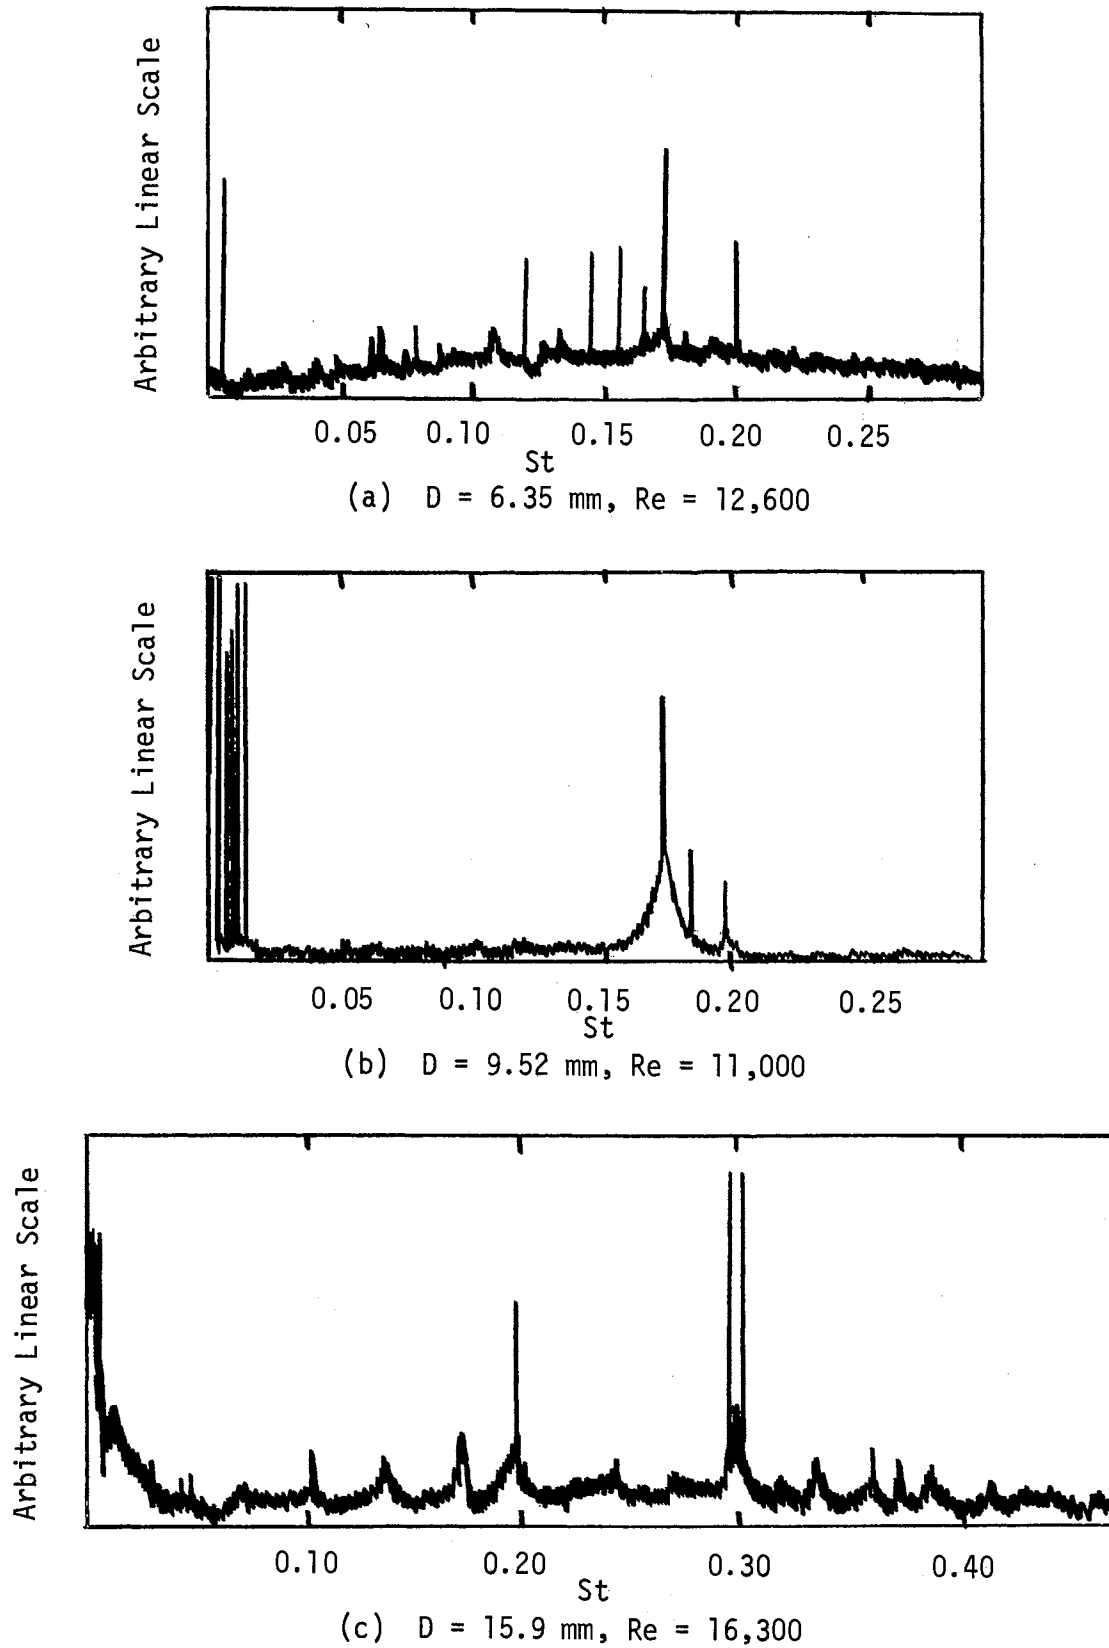 Arbitrary Linear Scale
0.05 0.10 0.15 0.20 0.25
St
(a) D = 6.35 mm, Re = 12,600
Arbitrary Linear Scale
0.05 0.10 0.15 0.20 0.25
St
(b) D = 9.52 mm, Re = 11,000
Arbitrary Linear Scale
0.10 0.20 0.30 0.40
St
(c) D = 15.9 mm, Re = 16,300